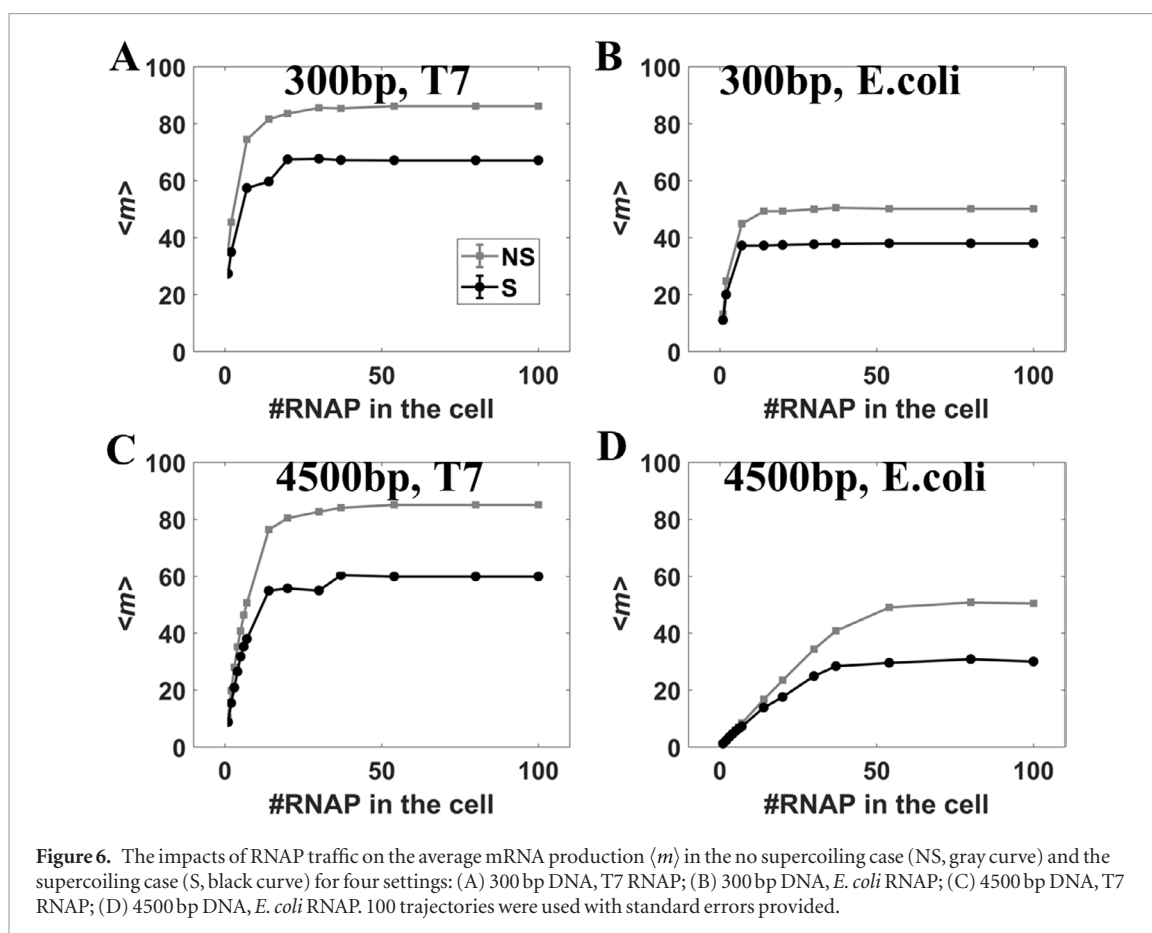 A
300bp, T7
100
80
60
40
20
0
<m>
NS
S
0
50
100
#RNAP in the cell
B
300bp, E.coli
100
80
60
40
20
0
<m>
0
50
100
#RNAP in the cell
C
4500bp, T7
100
80
60
40
20
0
<m>
0
50
100
#RNAP in the cell
D
4500bp, E.coli
100
80
60
40
20
0
<m>
0
50
100
#RNAP in the cell
Figure 6. The impacts of RNAP traffic on the average mRNA production ⟨m⟩ in the no supercoiling case (NS, gray curve) and the
supercoiling case (S, black curve) for four settings: (A) 300 bp DNA, T7 RNAP; (B) 300 bp DNA, E. coli RNAP; (C) 4500 bp DNA, T7
RNAP; (D) 4500 bp DNA, E. coli RNAP. 100 trajectories were used with standard errors provided.